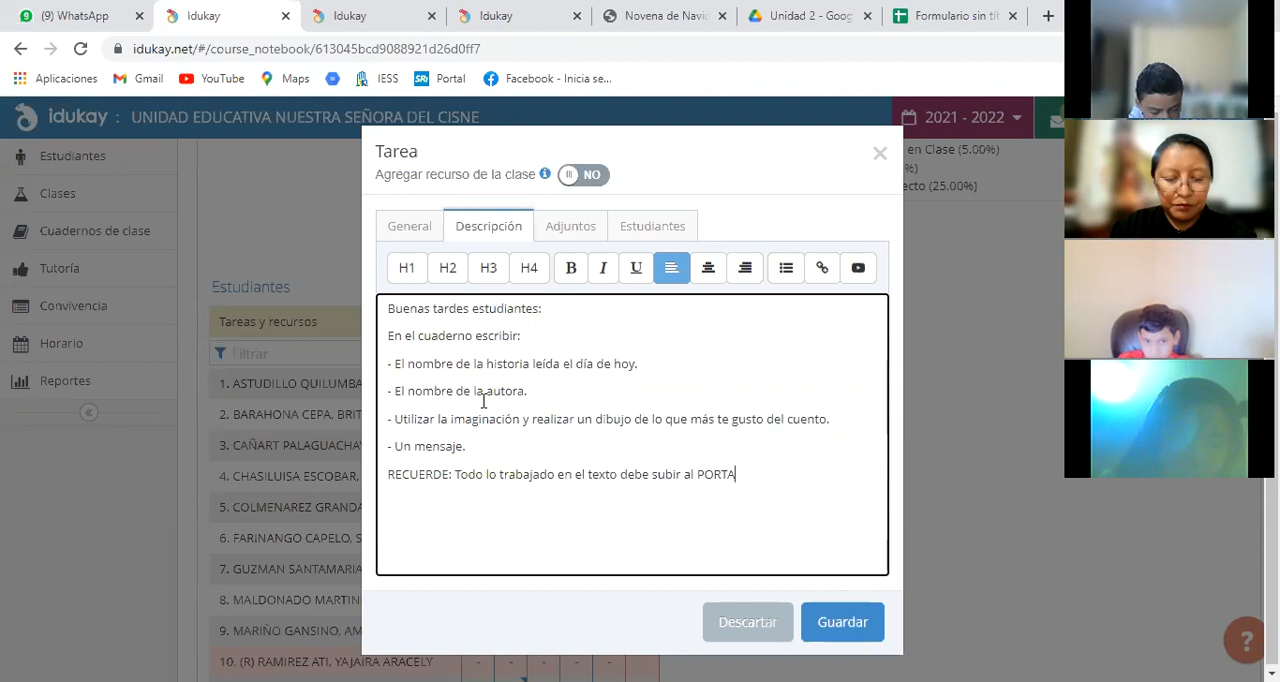 (9) WhatsApp
Idukay
Idukay
Idukay
Novena de Navi
Unidad 2 - Goog
Formulario sin tít
idukay.net/#/course_notebook/613045bcd9088921d26d0ff7
Aplicaciones
Gmail
YouTube
Maps
IESS
SRi Portal
Facebook - Inicia se...
idukay : UNIDAD EDUCATIVA NUESTRA SEÑORA DEL CISNE
2021 - 2022
Estudiantes
Clases
Cuadernos de clase
Tutoría
Convivencia
Horario
Reportes
en Clase (5.00%)
%)
ecto (25.00%)
Estudiantes
Tareas y recursos
Filtrar
1. ASTUDILLO QUILUMBA
2. BARAHONA CEPA, BRIT
3. CAÑART PALAGUACHAY
4. CHASILUISA ESCOBAR,
5. COLMENAREZ GRANDA
6. FARINANGO CAPELO, S
7. GUZMAN SANTAMARIA
8. MALDONADO MARTIN
9. MARIÑO GANSINO, AM
10. (R) RAMIREZ ATI, YAJAIRA ARACELY - - - - -
Tarea
Agregar recurso de la clase NO
General
Descripción
Adjuntos
Estudiantes
H1 H2 H3 H4 B I U
Buenas tardes estudiantes:
En el cuaderno escribir:
- El nombre de la historia leída el día de hoy.
- El nombre de la autora.
- Utilizar la imaginación y realizar un dibujo de lo que más te gusto del cuento.
- Un mensaje.
RECUERDE: Todo lo trabajado en el texto debe subir al PORTA
Descartar
Guardar
?